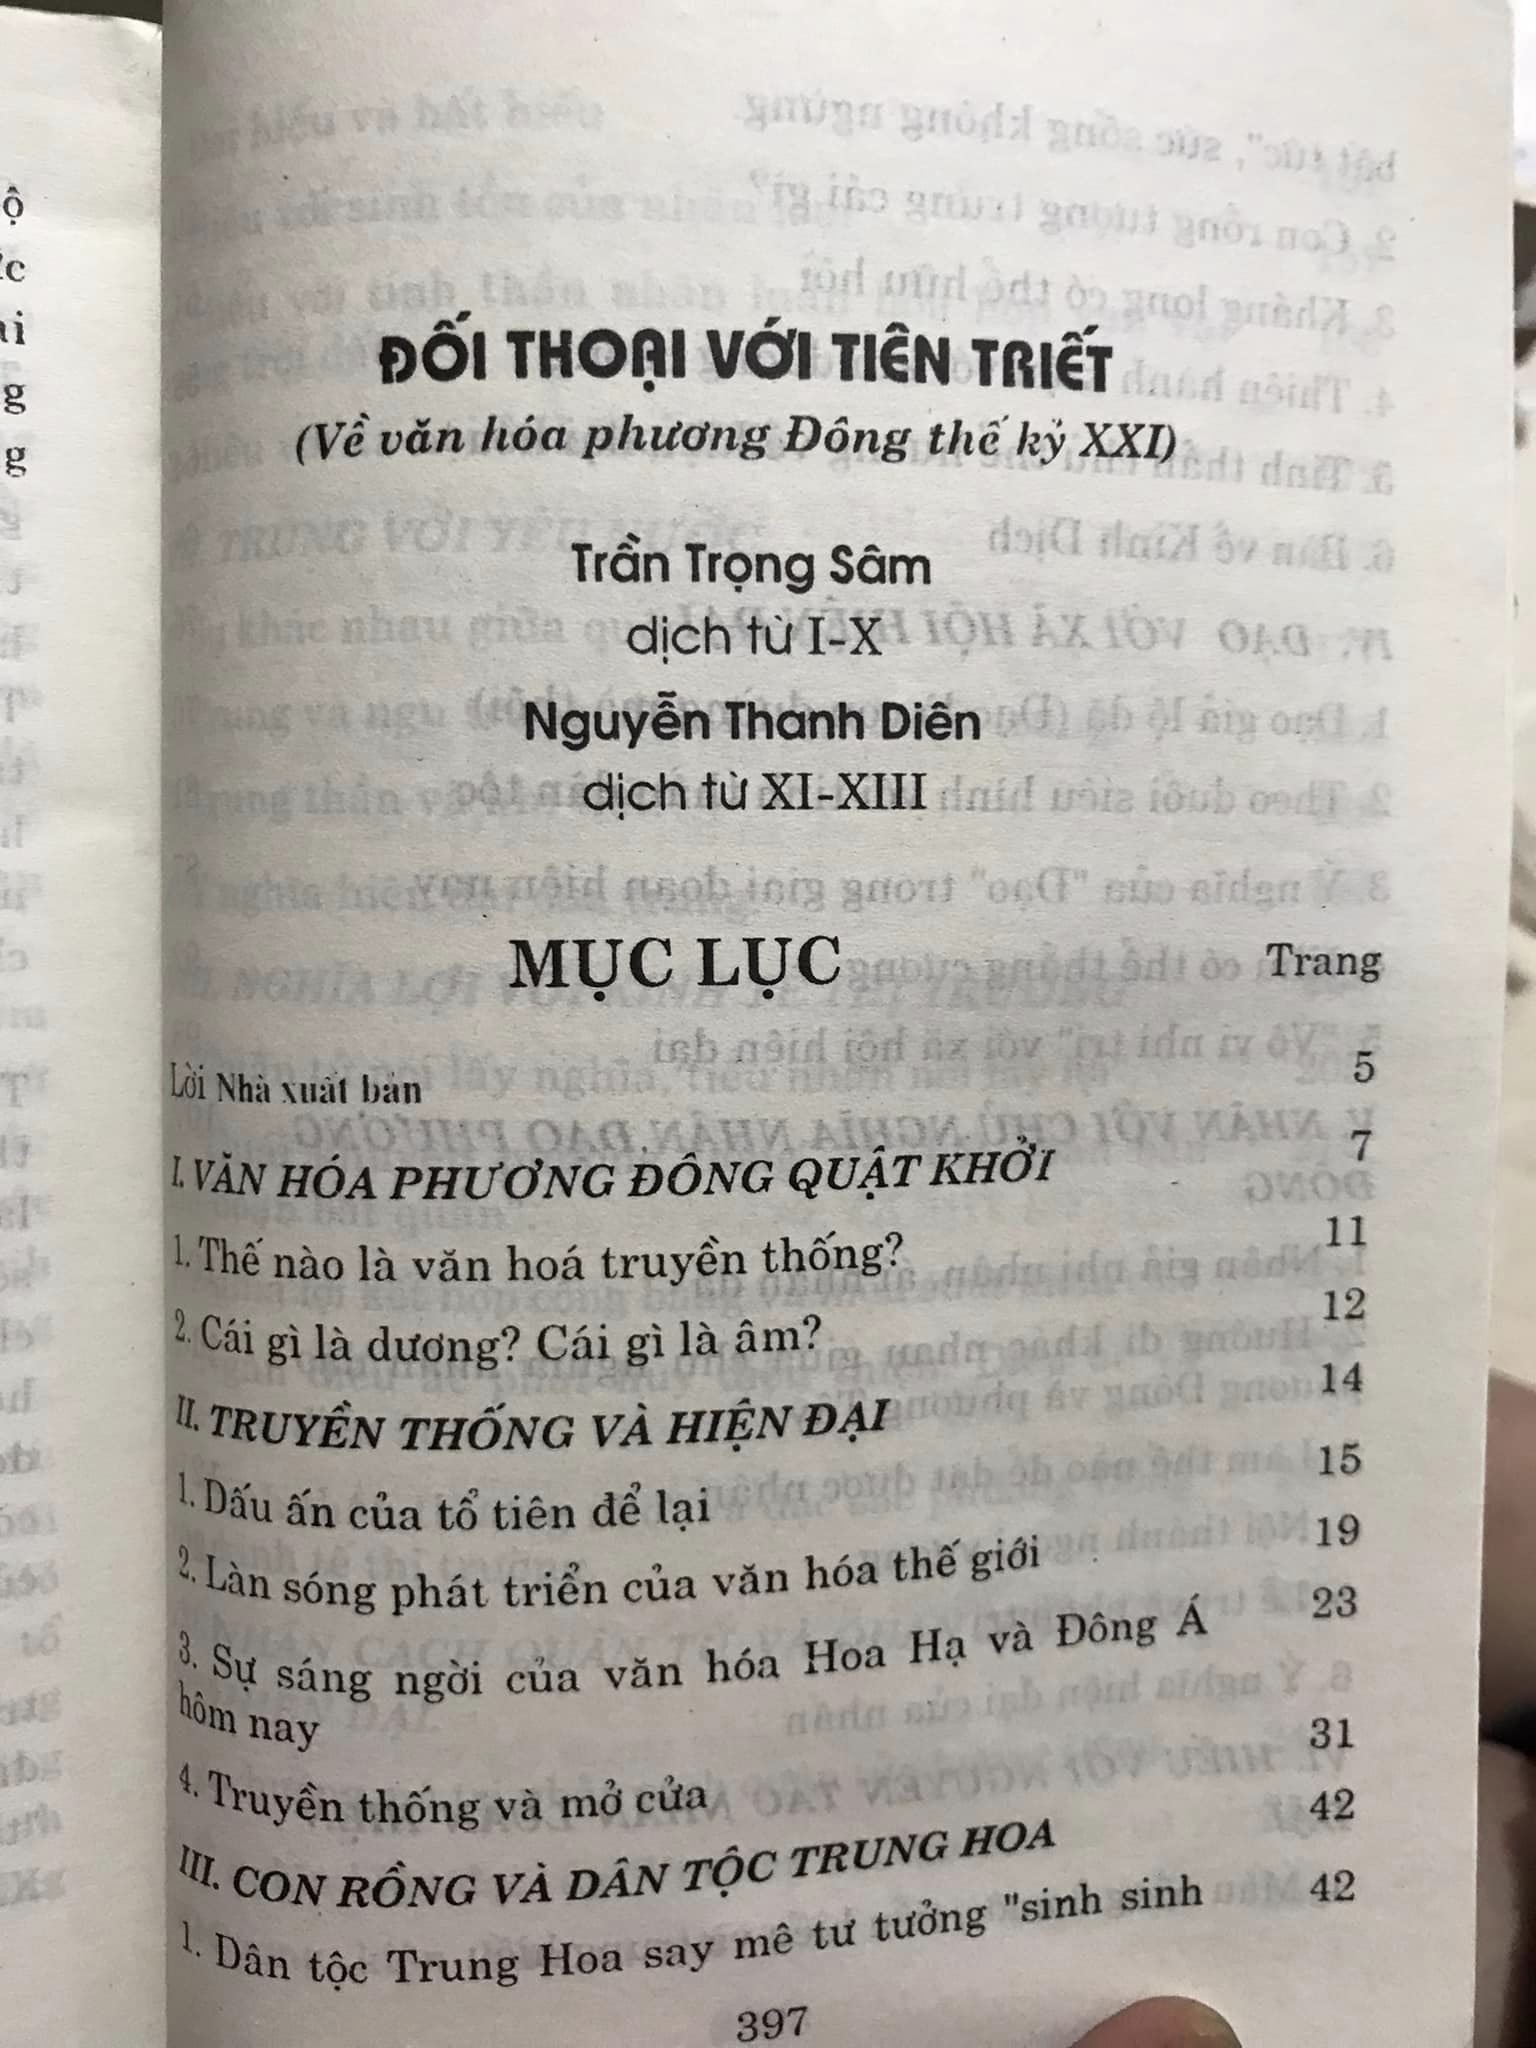 ĐỐI THOẠI VỚI TIÊN TRIẾT
(Về văn hóa phương Đông thế kỷ XXI)
Trần Trọng Sâm
dịch từ I-X
Nguyễn Thanh Diên
dịch từ XI-XIII
MỤC LỤC Trang
Lời Nhà xuất bản 5
I. VĂN HÓA PHƯƠNG ĐÔNG QUẬT KHỞI 7
1. Thế nào là văn hoá truyền thống? 11
2. Cái gì là dương? Cái gì là âm? 12
II. TRUYỀN THỐNG VÀ HIỆN ĐẠI 14
1. Dấu ấn của tổ tiên để lại 15
2. Làn sóng phát triển của văn hóa thế giới 19
3. Sự sáng ngời của văn hóa Hoa Hạ và Đông Á 23
hôm nay
4. Truyền thống và mở cửa 31
III. CON RỒNG VÀ DÂN TỘC TRUNG HOA 42
1. Dân tộc Trung Hoa say mê tư tưởng "sinh sinh 42
397